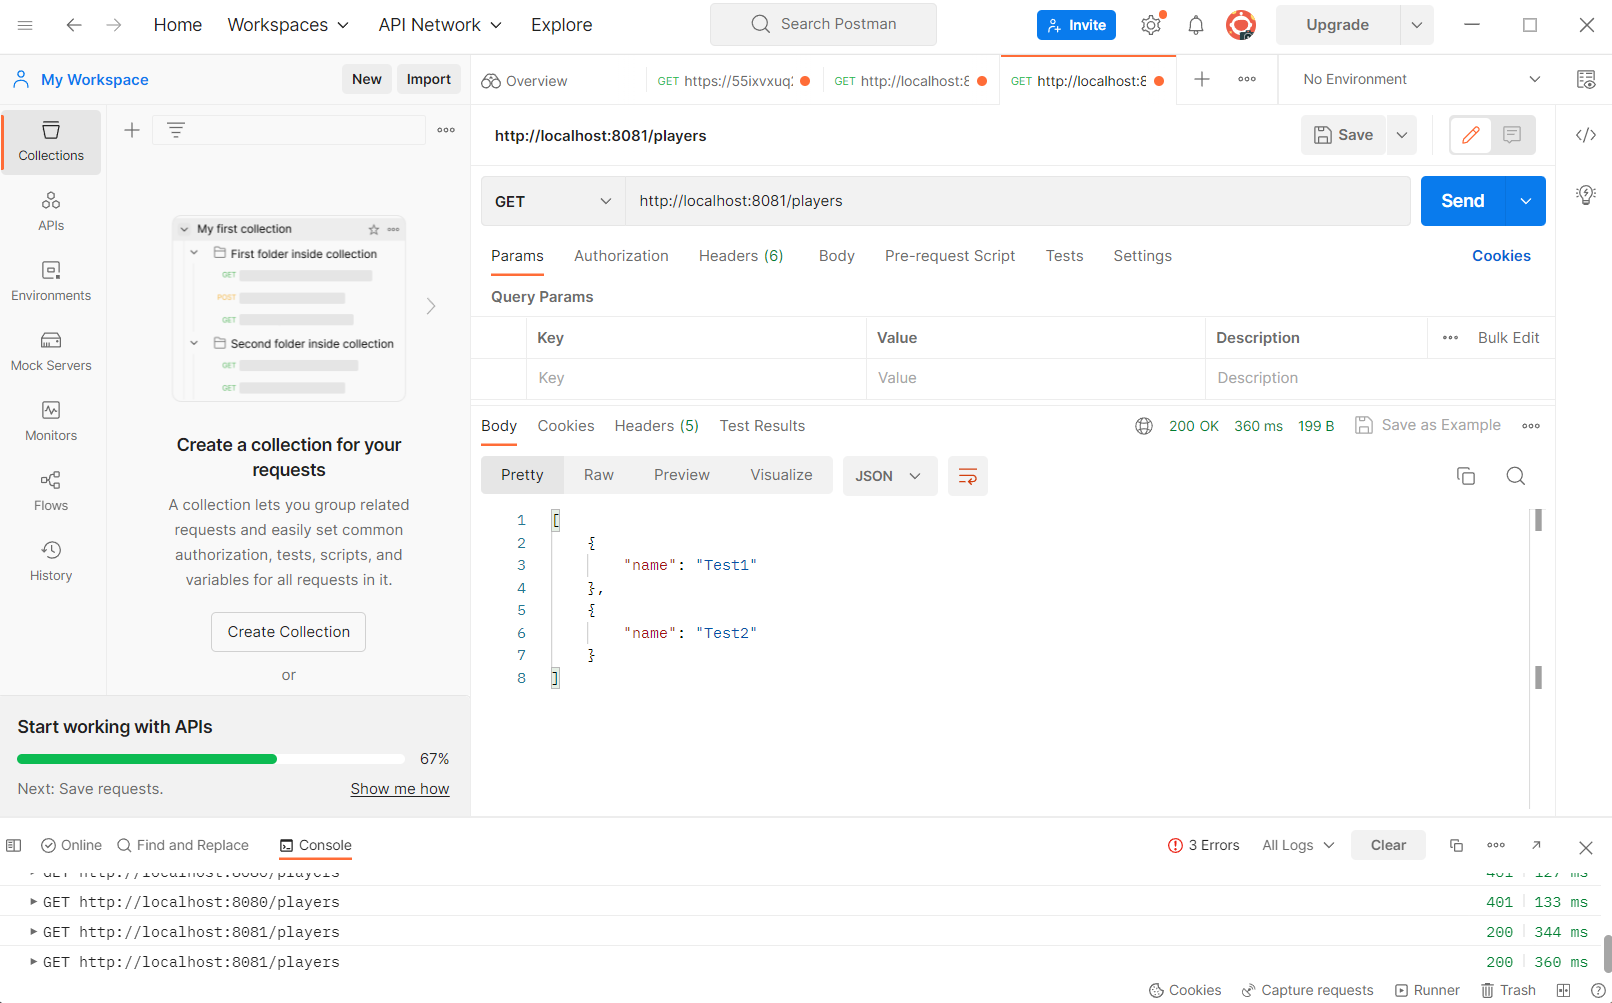 Home
Workspaces
API Network
Explore
Search Postman
Invite
Upgrade
My Workspace
New
Import
Overview
GET https://55ixvxuq
GET http://localhost:8
GET http://localhost:8
No Environment
Collections
APIs
Environments
Mock Servers
Monitors
Flows
History
My first collection
First folder inside collection
GET
POST
GET
Second folder inside collection
GET
GET
Create a collection for your
requests
A collection lets you group related
requests and easily set common
authorization, tests, scripts, and
variables for all requests in it.
Create Collection
or
Start working with APIs
67%
Next: Save requests.
Show me how
http://localhost:8081/players
Save
GET
http://localhost:8081/players
Send
Params
Authorization
Headers (6)
Body
Pre-request Script
Tests
Settings
Cookies
Query Params
Key
Value
Description
Bulk Edit
Key
Value
Description
Body
Cookies
Headers (5)
Test Results
200 OK
360 ms
199 B
Save as Example
Pretty
Raw
Preview
Visualize
JSON
1 [
2 {
3 "name": "Test1"
4 },
5 {
6 "name": "Test2"
7 }
8 ]
Online
Find and Replace
Console
3 Errors
All Logs
Clear
GET http://localhost:8080/players 401 127 ms
GET http://localhost:8080/players 401 133 ms
GET http://localhost:8081/players 200 344 ms
GET http://localhost:8081/players 200 360 ms
Cookies
Capture requests
Runner
Trash